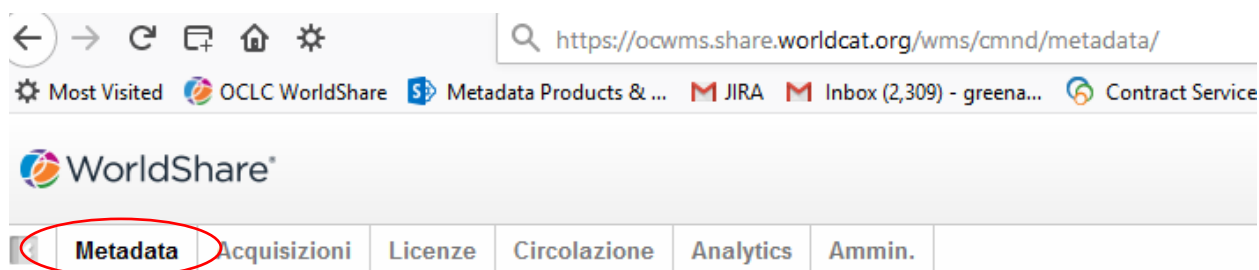 https://ocwms.share.worldcat.org/wms/cmnd/metadata/
Most Visited OCLC WorldShare Metadata Products & ... JIRA Inbox (2,309) - greena... Contract Service
WorldShare®
Metadata Acquisizioni Licenze Circolazione Analytics Ammin.